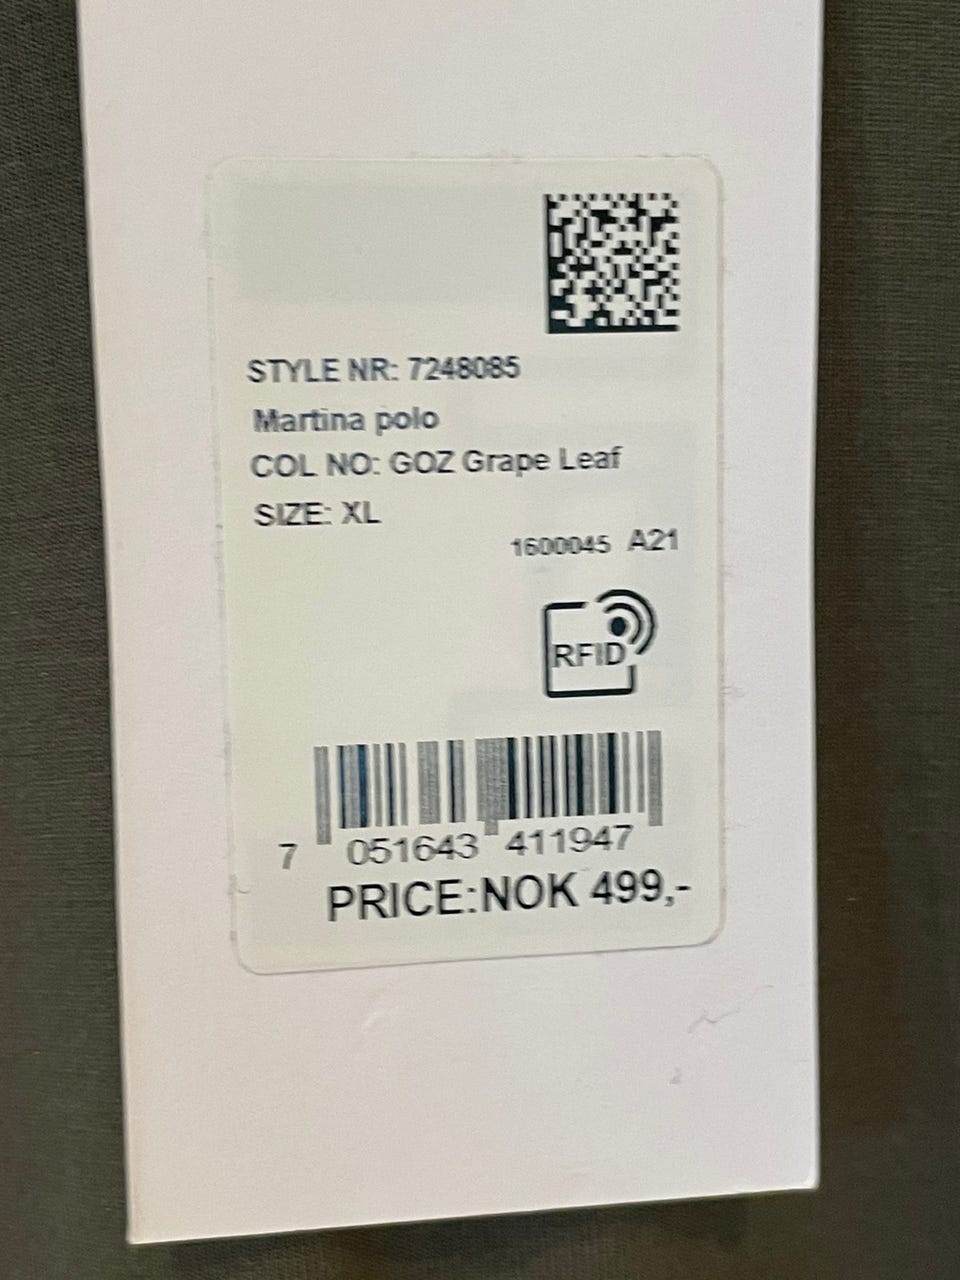 STYLE NR: 7248085
Martina polo
COL NO: GOZ Grape Leaf
SIZE: XL
1600045 A21
RFID
7 051643 411947
PRICE:NOK 499,-